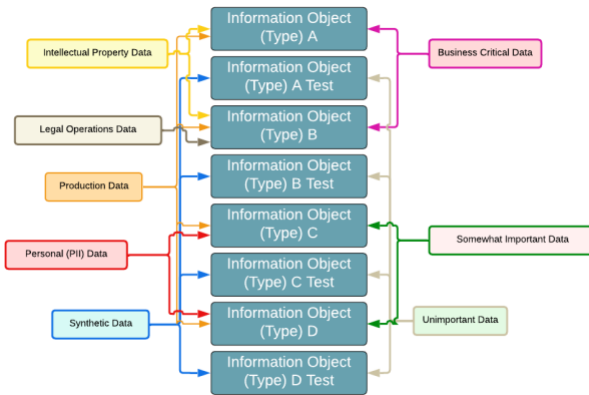 Information Object
(Type) A
Intellectual Property Data
Business Critical Data
Information Object
(Type) A Test
Legal Operations Data
Information Object
(Type) B
Production Data
Information Object
(Type) B Test
Information Object
(Type) C
Personal (PII) Data
Somewhat Important Data
Information Object
(Type) C Test
Synthetic Data
Information Object
(Type) D
Unimportant Data
Information Object
(Type) D Test